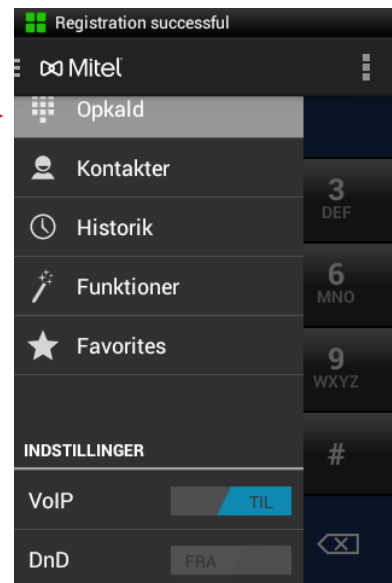 Registration successful
Mitel
Opkald
Kontakter
Historik
Funktioner
Favorites
INDSTILLINGER
VoIP TIL
DnD FRA
3
DEF
6
MNO
9
WXYZ
#